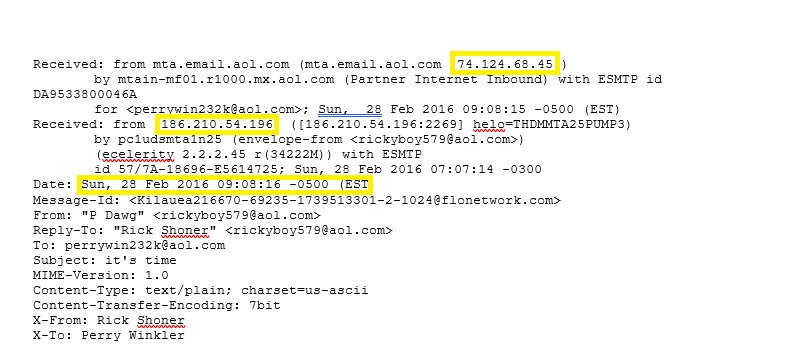 Received: from mta.email.aol.com (mta.email.aol.com 74.124.68.45)
by mtain-mf01.r1000.mx.aol.com (Partner Internet Inbound) with ESMTP id
DA9533800046A
for <perrywin232k@aol.com>; Sun, 28 Feb 2016 09:08:15 -0500 (EST)
Received: from 186.210.54.196 ([186.210.54.196:2269] helo=THDMMTA25PUMP3)
by pc1udsmta1n25 (envelope-from <rickyboy579@aol.com>)
(ecelerity 2.2.2.45 r(34222M)) with ESMTP
id 57/7A-18696-E5614725; Sun, 28 Feb 2016 07:07:14 -0300
Date: Sun, 28 Feb 2016 09:08:16 -0500 (EST
Message-Id: <Kilauea216670-69235-1739513301-2-1024@flonetwork.com>
From: "P Dawg" <rickyboy579@aol.com>
Reply-To: "Rick Shoner" <rickyboy579@aol.com>
To: perrywin232k@aol.com
Subject: it's time
MIME-Version: 1.0
Content-Type: text/plain; charset=us-ascii
Content-Transfer-Encoding: 7bit
X-From: Rick Shoner
X-To: Perry Winkler